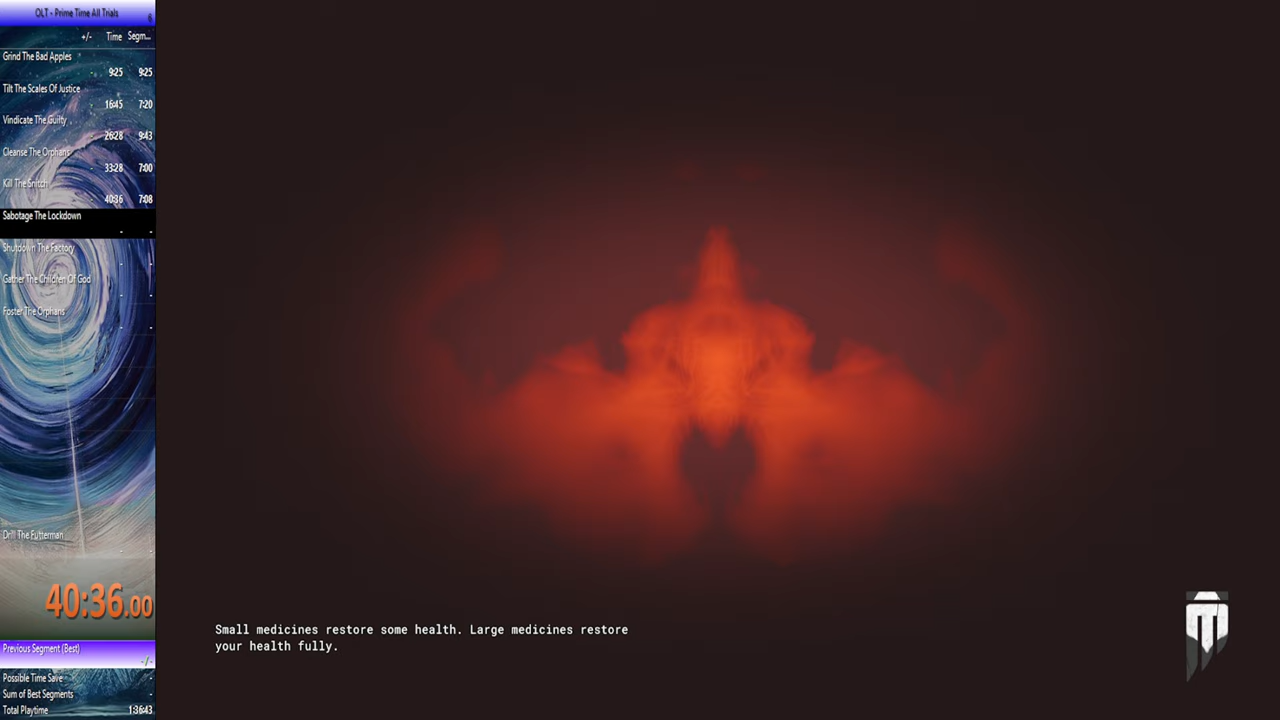 OLT - Prime Time All Trials
6
+/- Time Segm...
Grind The Bad Apples
- 9:25 9:25
Tilt The Scales Of Justice
- 16:45 7:20
Vindicate The Guilty
- 26:28 9:43
Cleanse The Orphans
- 33:28 7:00
Kill The Snitch
- 40:36 7:08
Sabotage The Lockdown
- -
Shutdown The Factory
- -
Gather The Children Of God
- -
Foster The Orphans
- -
Drill The Futterman
- -
40:36.00
Previous Segment (Best)
-/-
Possible Time Save -
Sum of Best Segments -
Total Playtime 1:36:43
Small medicines restore some health. Large medicines restore
your health fully.